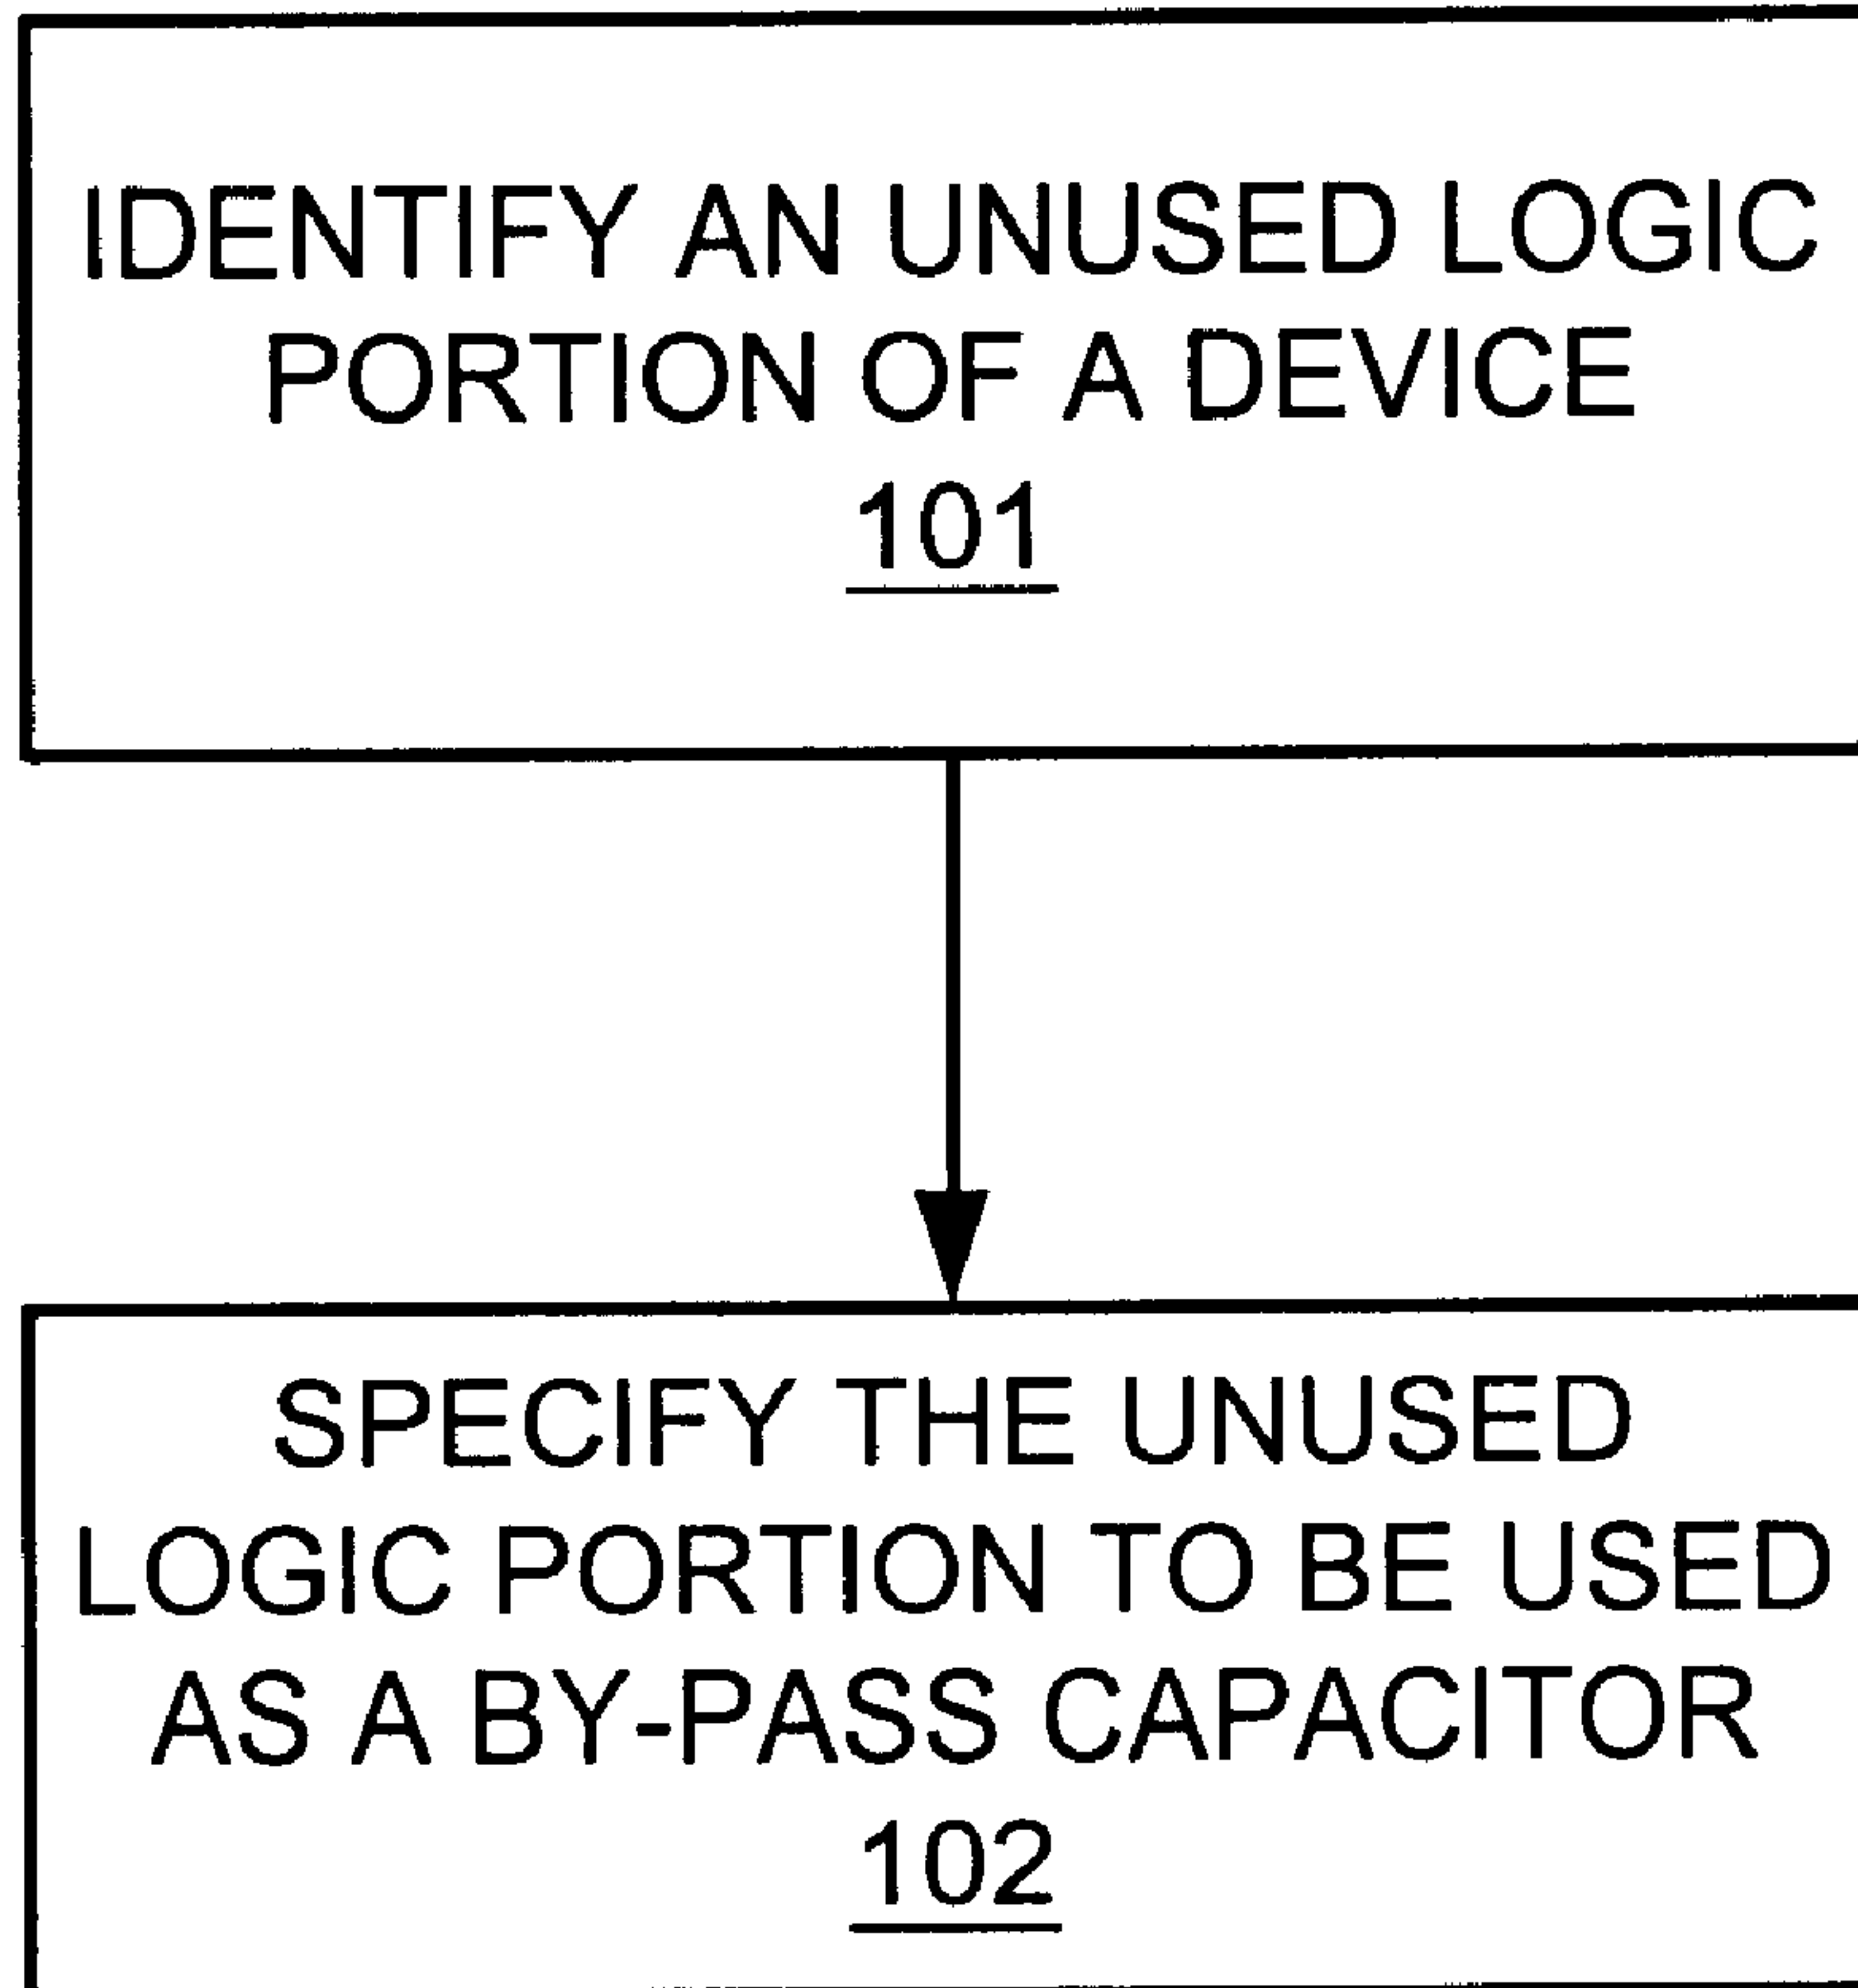 IDENTIFY AN UNUSED LOGIC
PORTION OF A DEVICE
101
SPECIFY THE UNUSED
LOGIC PORTION TO BE USED
AS A BY-PASS CAPACITOR
102